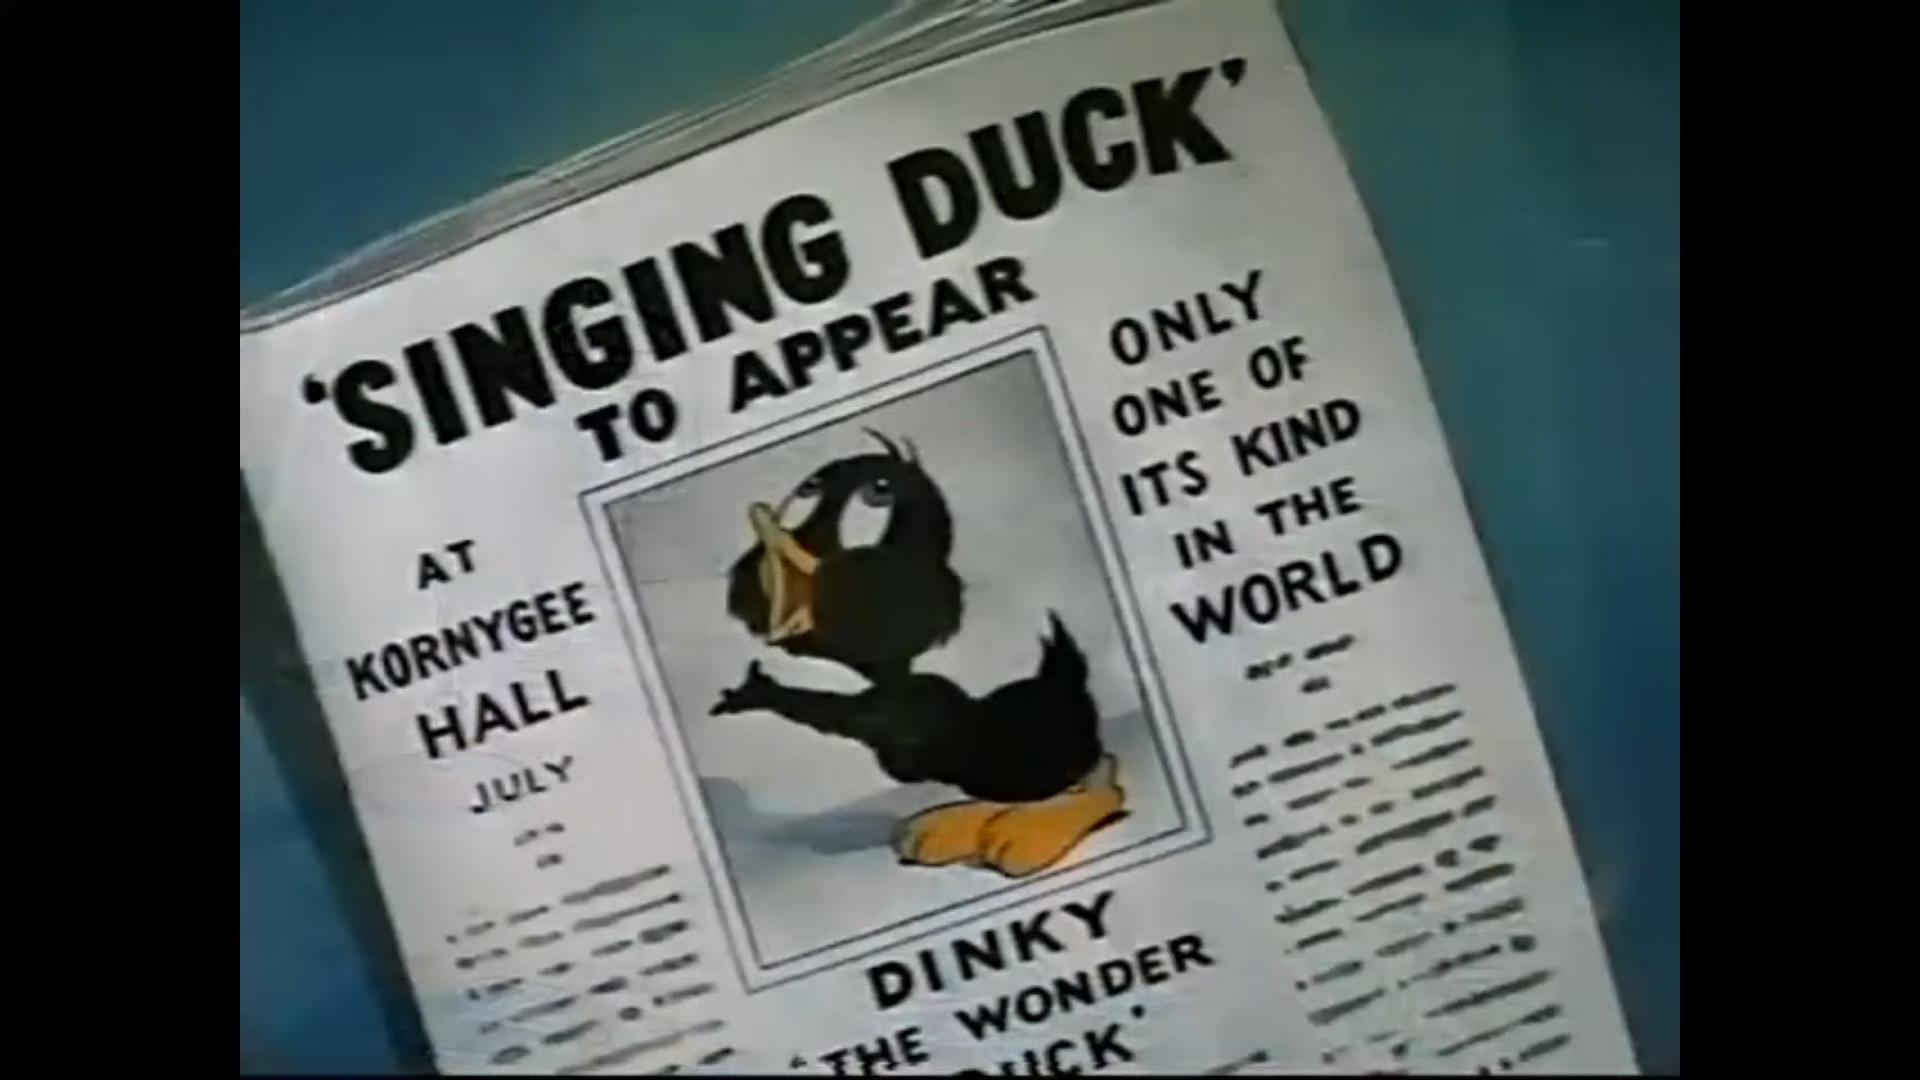 'SINGING DUCK'
TO APPEAR
AT
KORNYGEE
HALL
JULY
ONLY
ONE OF
ITS KIND
IN THE
WORLD
DINKY
'THE WONDER
DUCK'